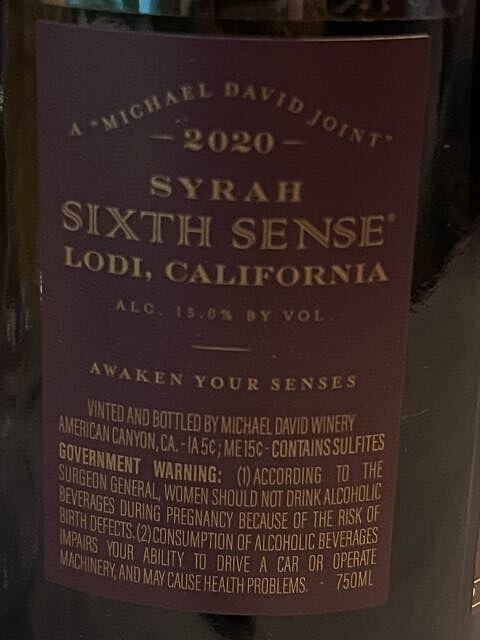 A "MICHAEL DAVID JOINT"
- 2020 -
SYRAH
SIXTH SENSE®
LODI, CALIFORNIA
ALC. 15.0% BY VOL.
AWAKEN YOUR SENSES
VINTED AND BOTTLED BY MICHAEL DAVID WINERY
AMERICAN CANYON, CA. - IA 5¢; ME15¢ - CONTAINS SULFITES
GOVERNMENT WARNING: (1) ACCORDING TO THE
SURGEON GENERAL, WOMEN SHOULD NOT DRINK ALCOHOLIC
BEVERAGES DURING PREGNANCY BECAUSE OF THE RISK OF
BIRTH DEFECTS. (2) CONSUMPTION OF ALCOHOLIC BEVERAGES
IMPAIRS YOUR ABILITY TO DRIVE A CAR OR OPERATE
MACHINERY, AND MAY CAUSE HEALTH PROBLEMS. - 750ML